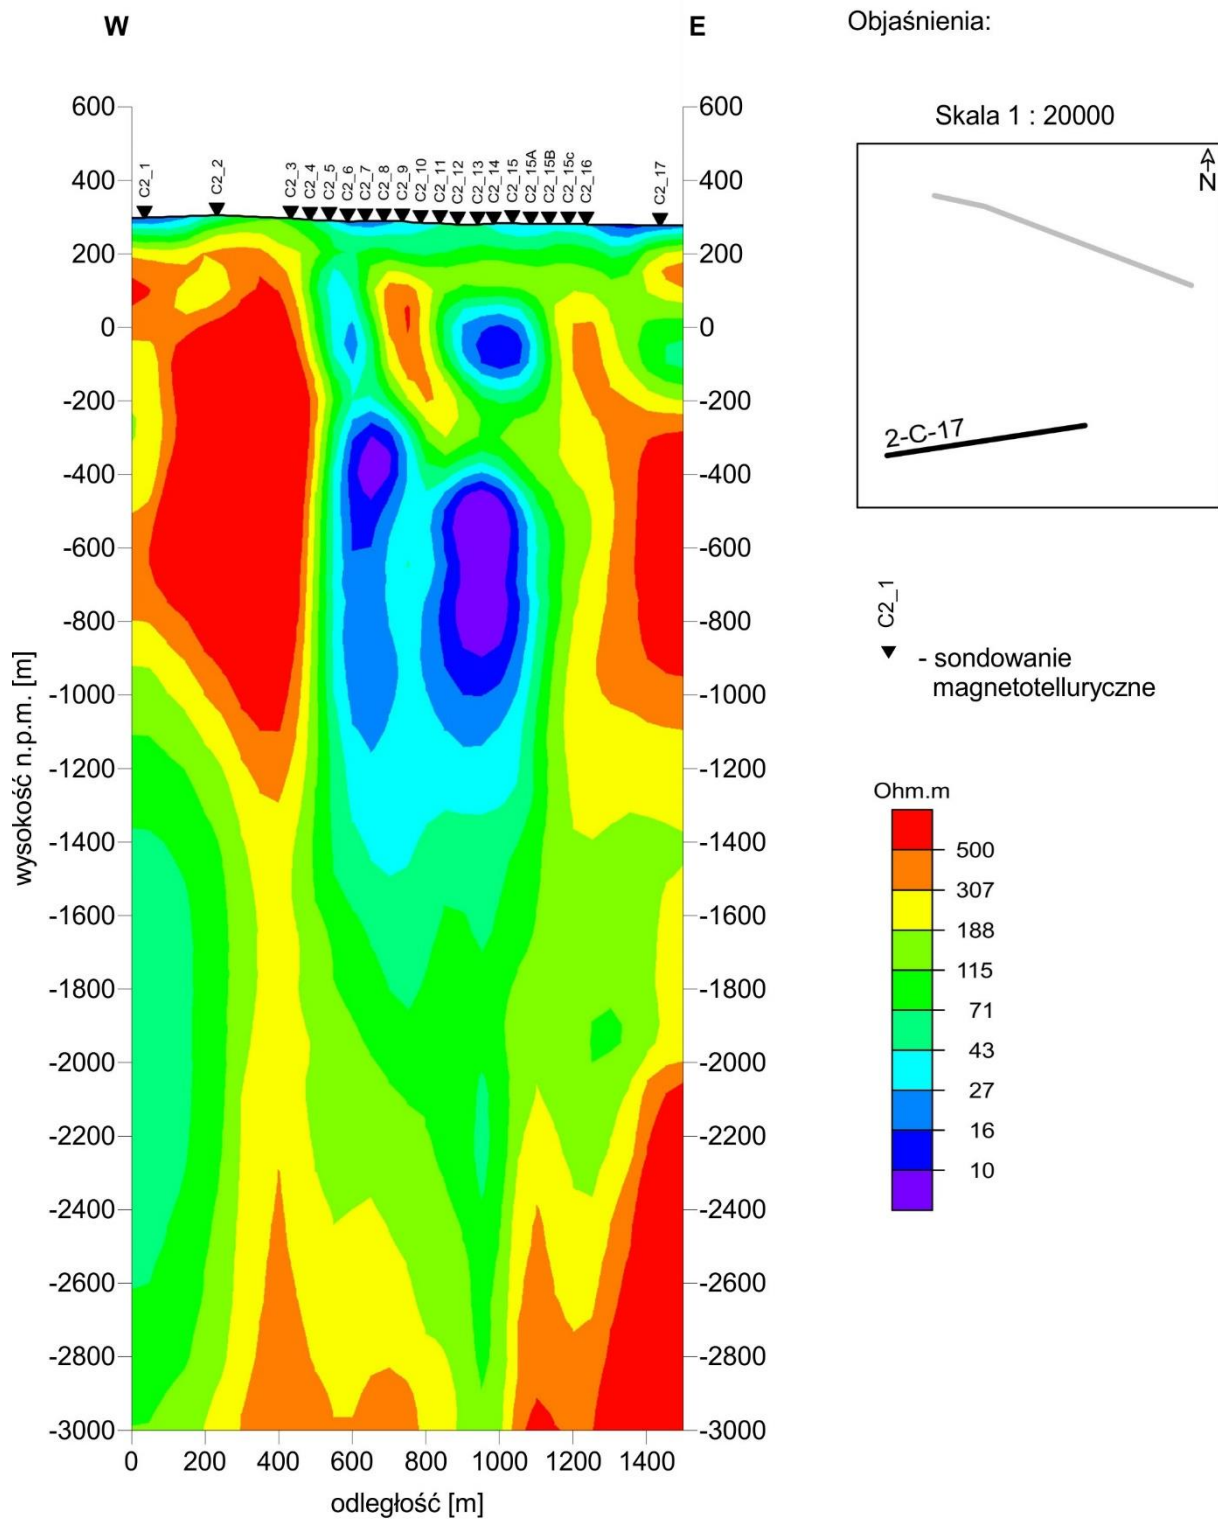 W
E
Objaśnienia:
Skala 1 : 20000
N
2-C-17
C2_1
- sondowanie
magnetotelluryczne
Ohm.m
500
307
188
115
71
43
27
16
10
C2_1
C2_2
C2_3
C2_4
C2_5
C2_6
C2_7
C2_8
C2_9
C2_10
C2_11
C2_12
C2_13
C2_14
C2_15
C2_15A
C2_15B
C2_15c
C2_16
C2_17
wysokość n.p.m. [m]
600
400
200
0
-200
-400
-600
-800
-1000
-1200
-1400
-1600
-1800
-2000
-2200
-2400
-2600
-2800
-3000
600
400
200
0
-200
-400
-600
-800
-1000
-1200
-1400
-1600
-1800
-2000
-2200
-2400
-2600
-2800
-3000
0 200 400 600 800 1000 1200 1400
odległość [m]